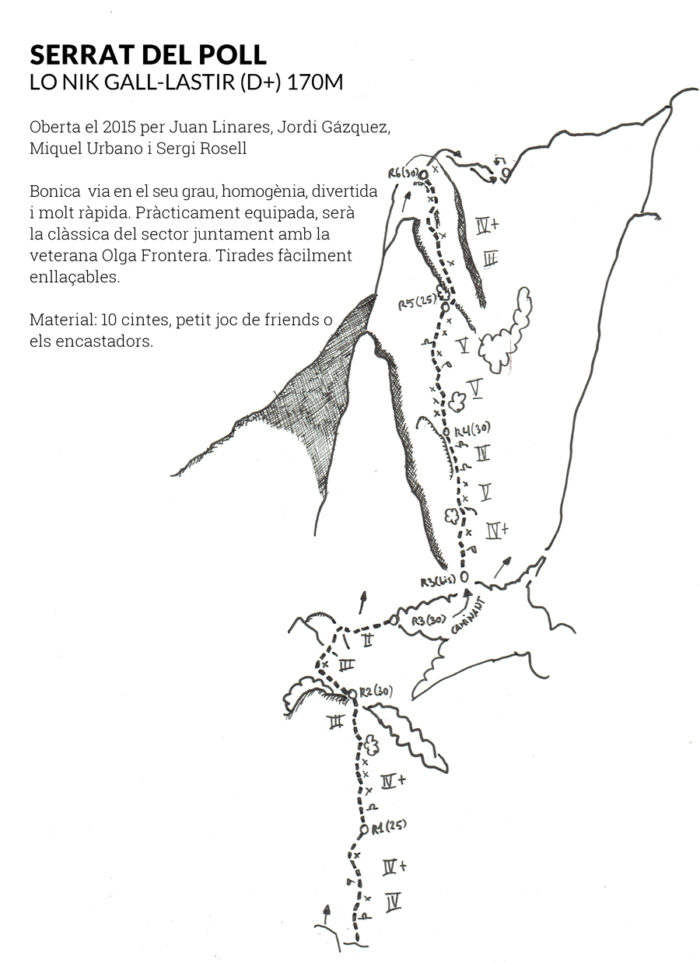 SERRAT DEL POLL
LO NIK GALL-LASTIR (D+) 170M
Oberta el 2015 per Juan Linares, Jordi Gázquez,
Miquel Urbano i Sergi Rosell
Bonica via en el seu grau, homogènia, divertida
i molt ràpida. Pràcticament equipada, serà
la clàssica del sector juntament amb la
veterana Olga Frontera. Tirades fàcilment
enllaçables.
Material: 10 cintes, petit joc de friends o
els encastadors.
R6(30)
IV+
III
R5(25)
V
V
R4(30)
IV
V
IV+
R3(bis)
R3(30)
CAMINANT
II
III
R2(30)
III
IV+
R1(25)
IV+
IV